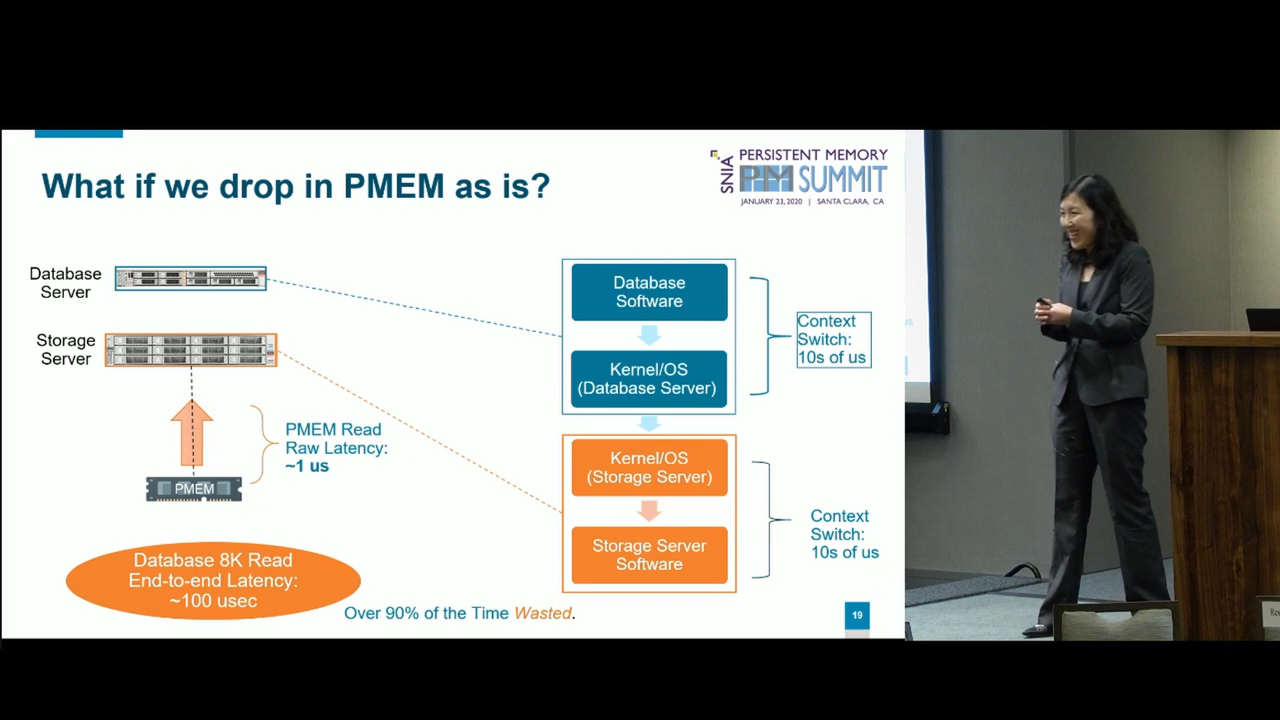 What if we drop in PMEM as is?
SNIA
PERSISTENT MEMORY
PM SUMMIT
JANUARY 23, 2020 | SANTA CLARA, CA
Database
Server
Storage
Server
PMEM Read
Raw Latency:
~1 us
PMEM
Database 8K Read
End-to-end Latency:
~100 usec
Database
Software
Kernel/OS
(Database Server)
Context
Switch:
10s of us
Kernel/OS
(Storage Server)
Storage Server
Software
Context
Switch:
10s of us
Over 90% of the Time Wasted.
19